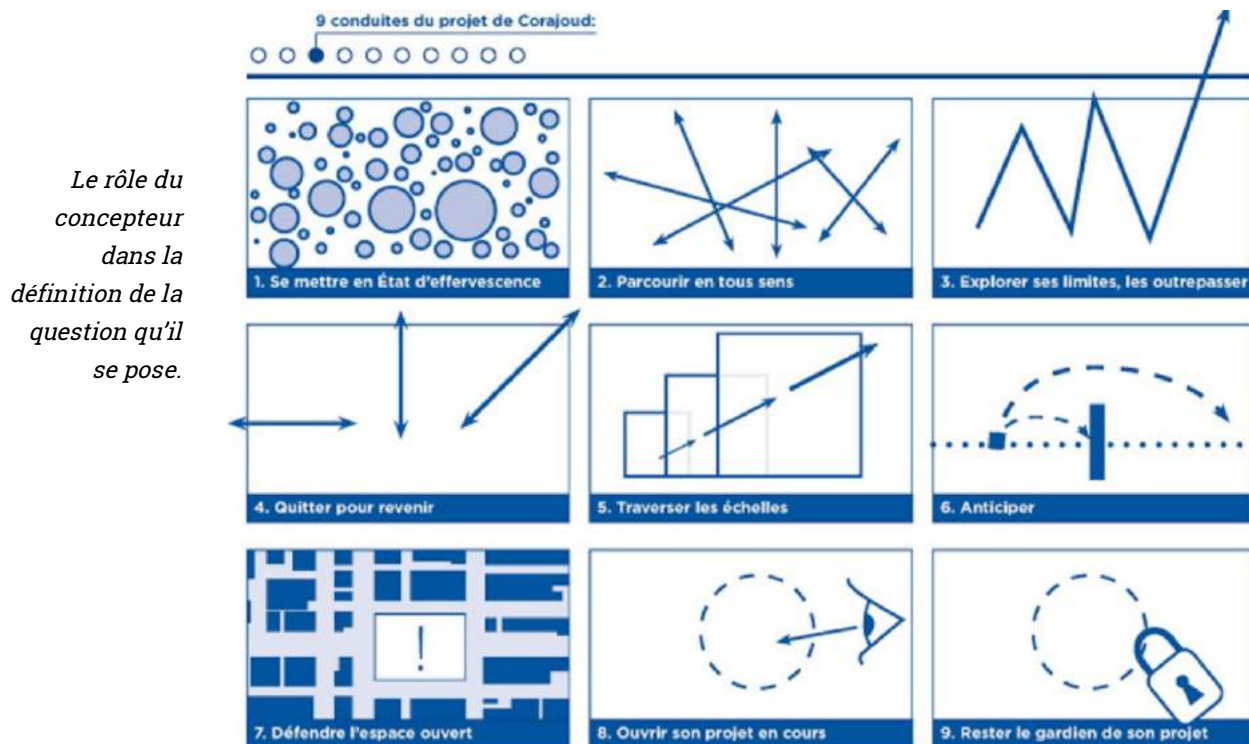 9 conduites du projet de Corajoud:
Le rôle du
concepteur
dans la
définition de la
question qu'il
se pose.
1. Se mettre en État d'effervescence
2. Parcourir en tous sens
3. Explorer ses limites, les outrepasser
4. Quitter pour revenir
5. Traverser les échelles
6. Anticiper
!
7. Défendre l'espace ouvert
8. Ouvrir son projet en cours
9. Rester le gardien de son projet